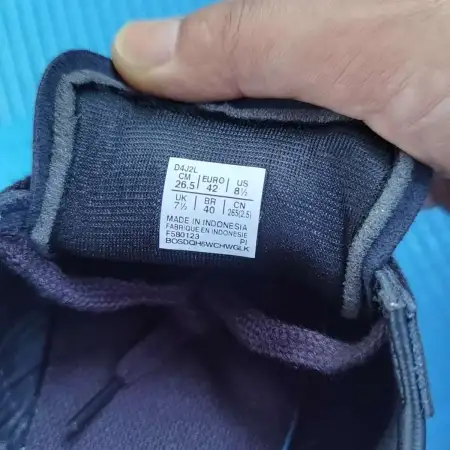 D4J2L
CM EURO US
26.5 42 8½
UK BR CN
7½ 40 265(2.5)
MADE IN INDONESIA
FABRIQUE EN INDONESIE
F580123 PI
BOSDQH5WCHWGLK